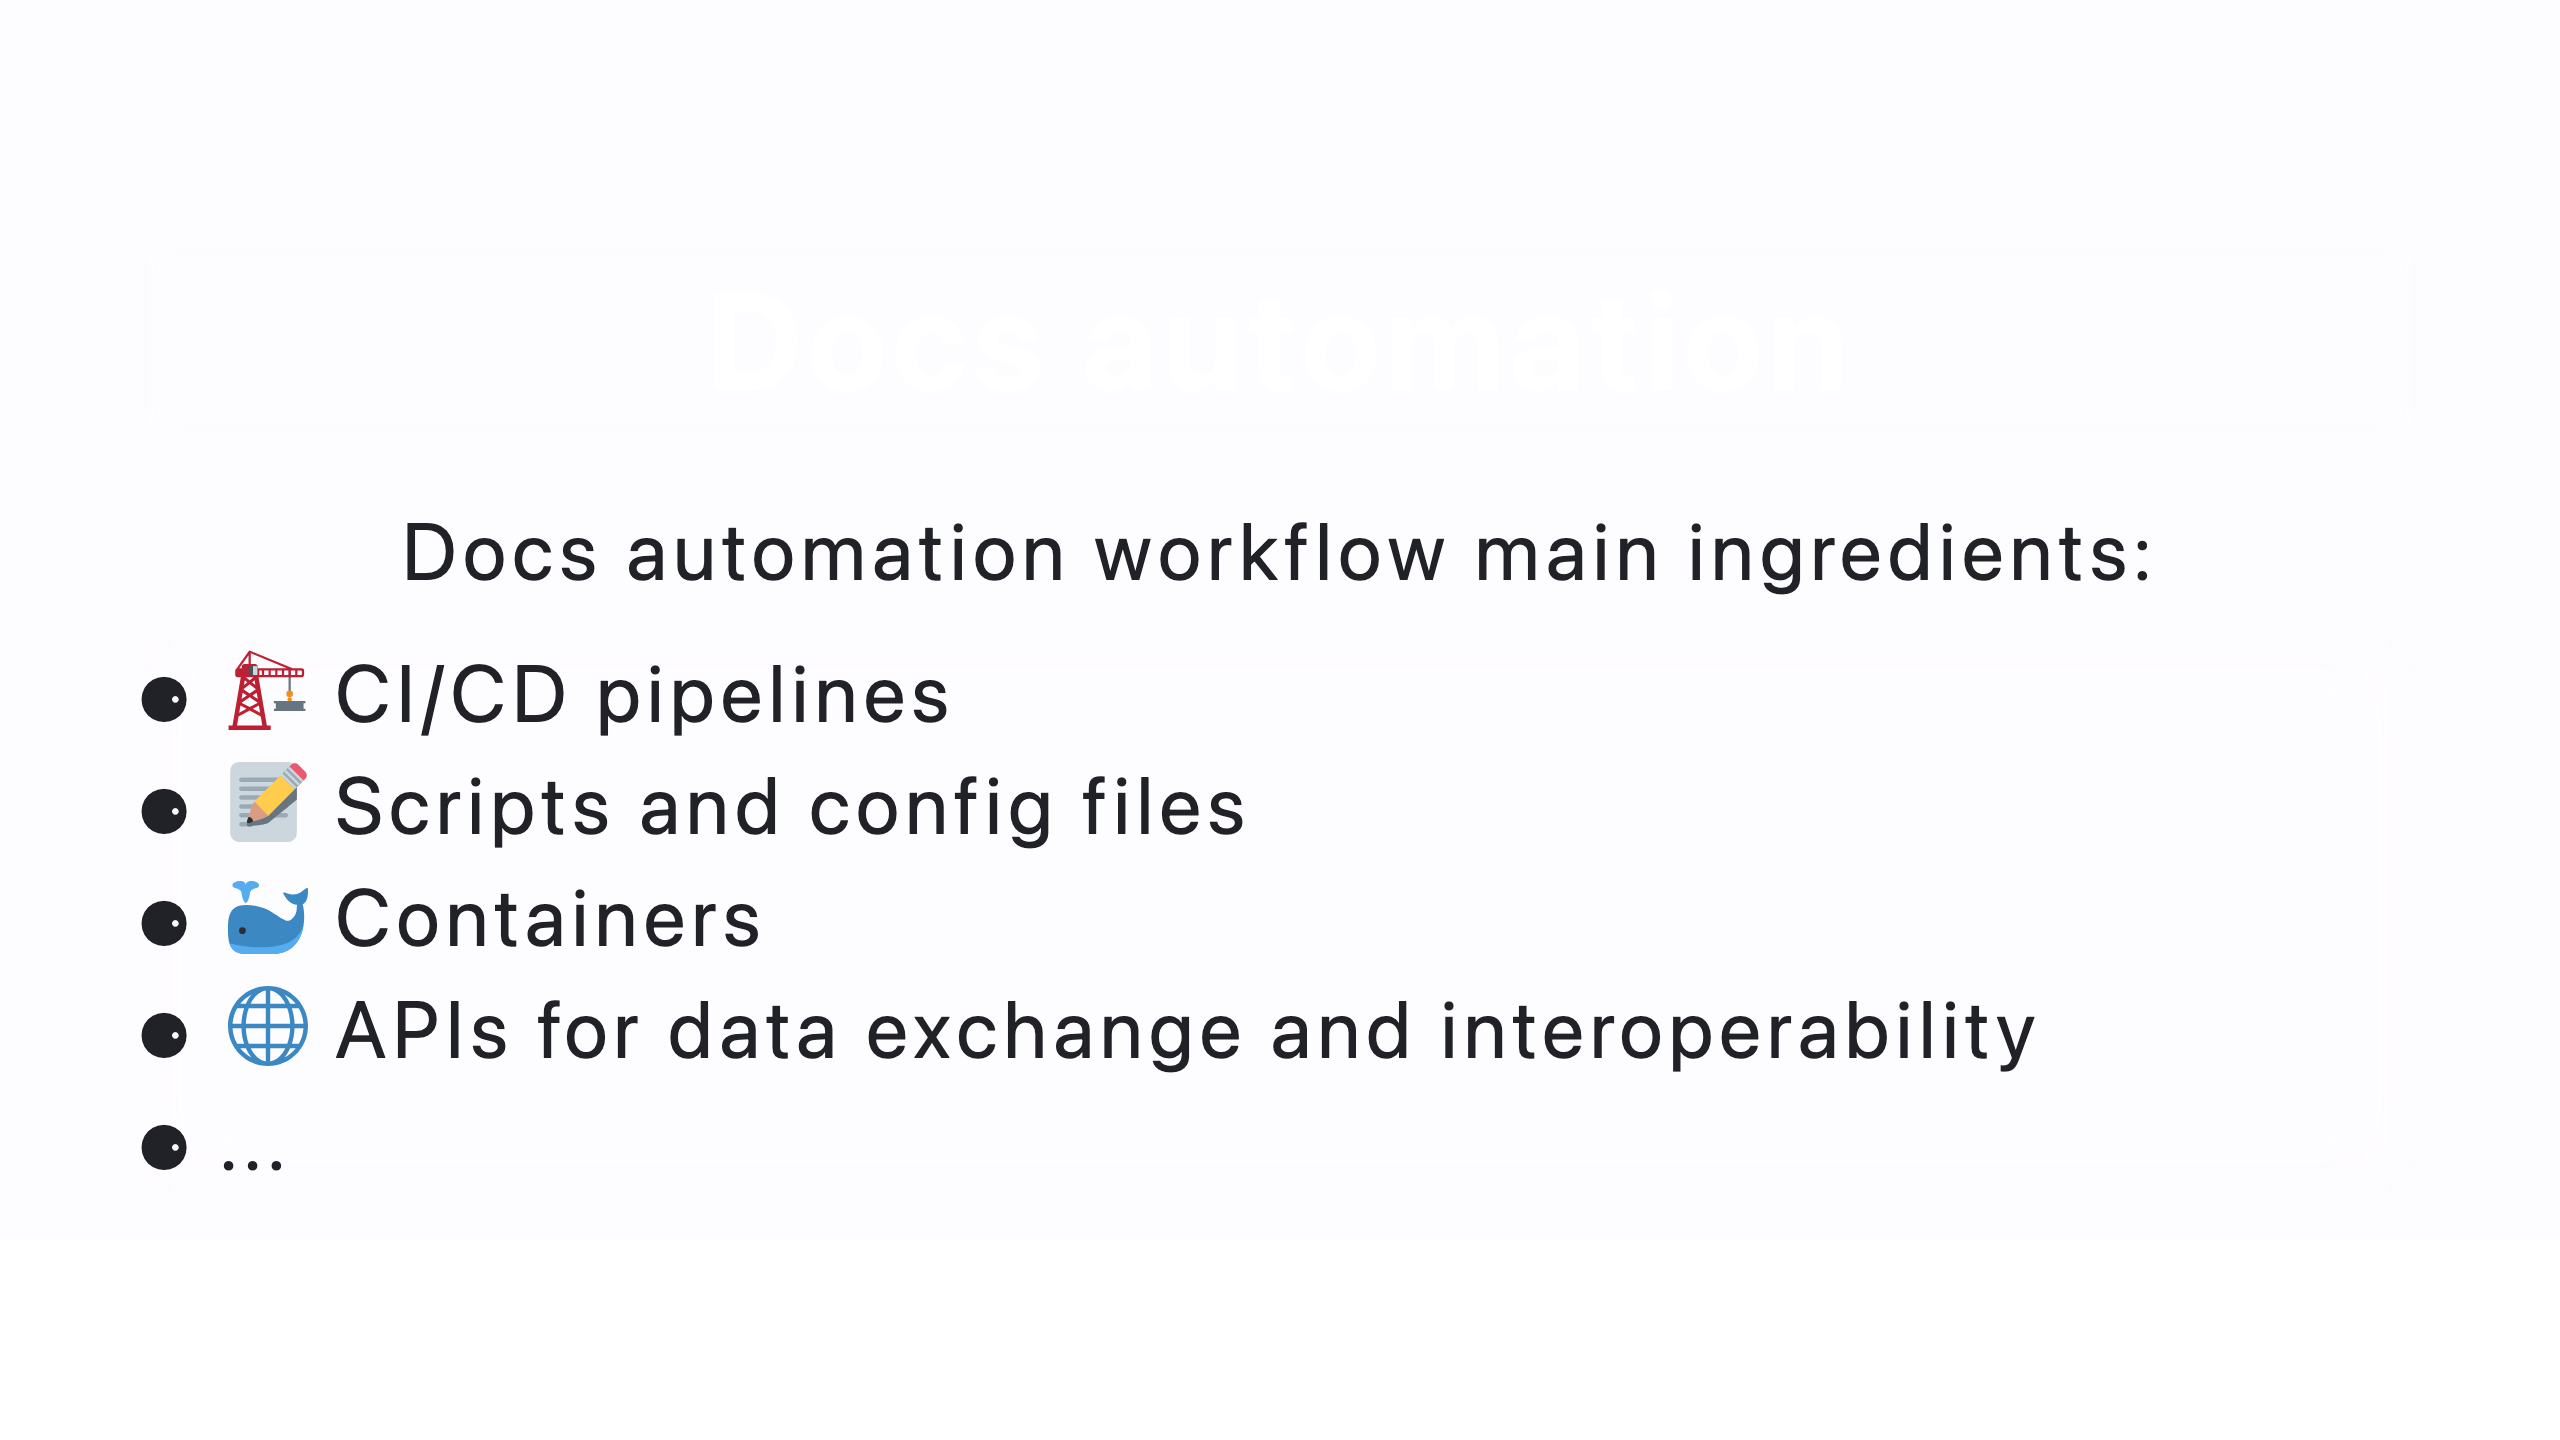 Docs automation
Docs automation workflow main ingredients:
🏗 CI/CD pipelines
📝 Scripts and config files
🐳 Containers
🌐 APIs for data exchange and interoperability
...